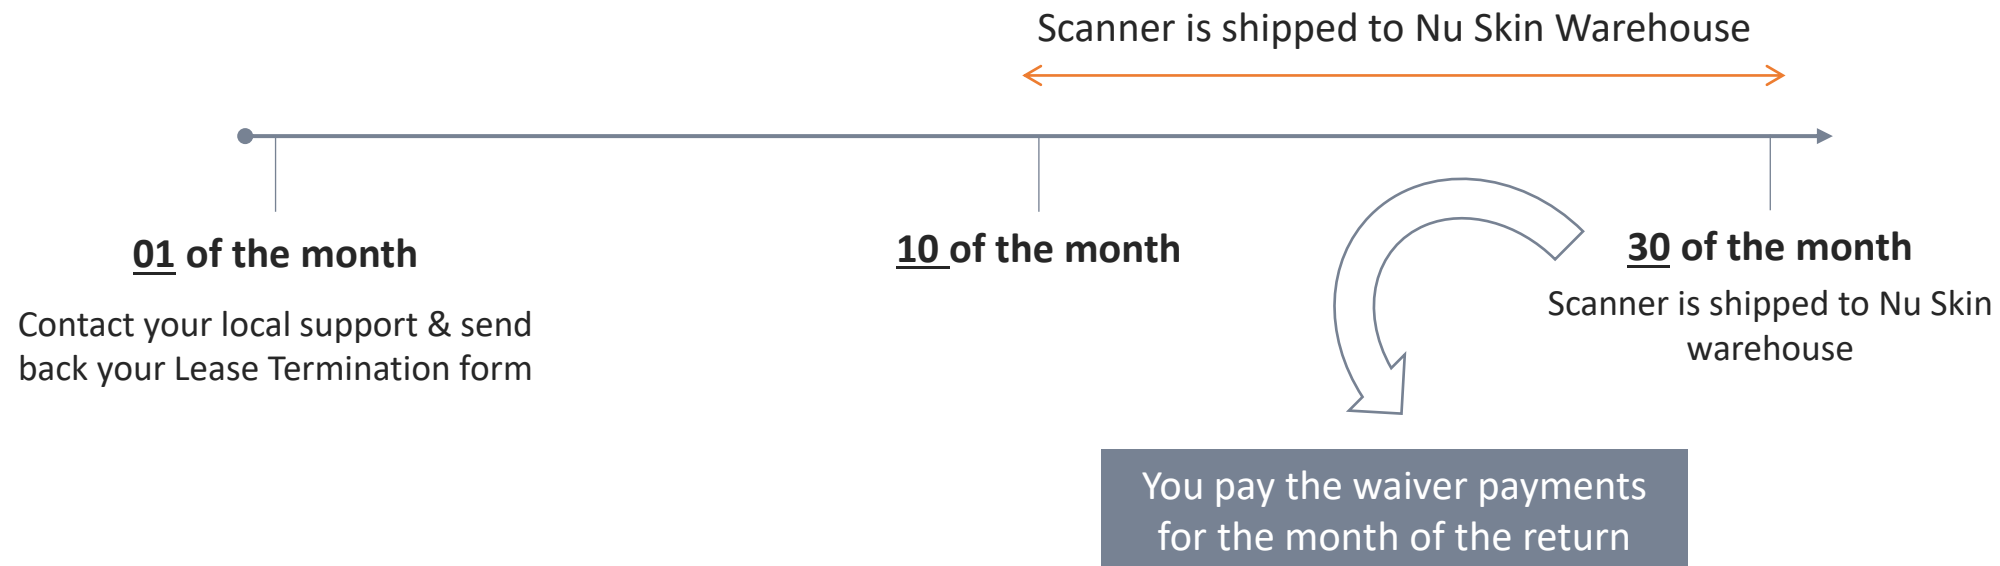 Scanner is shipped to Nu Skin Warehouse
01 of the month
Contact your local support & send
back your Lease Termination form
10 of the month
30 of the month
Scanner is shipped to Nu Skin
warehouse
You pay the waiver payments
for the month of the return